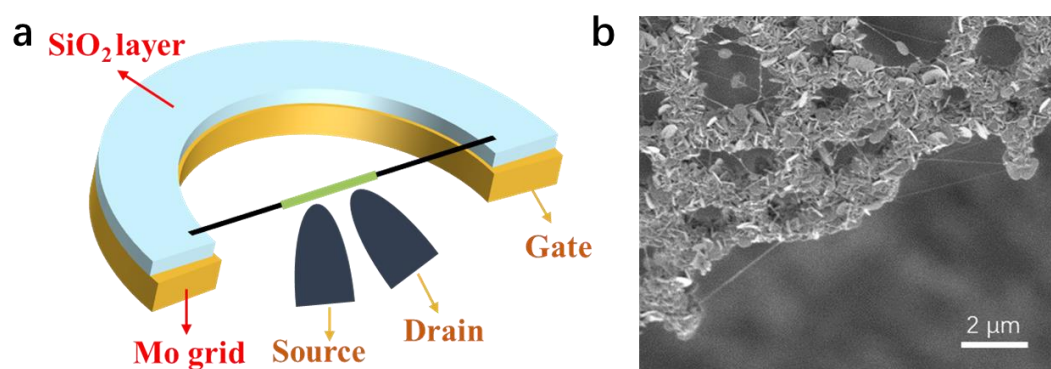 a
SiO₂ layer
Gate
Drain
Source
Mo grid
b
2 μm